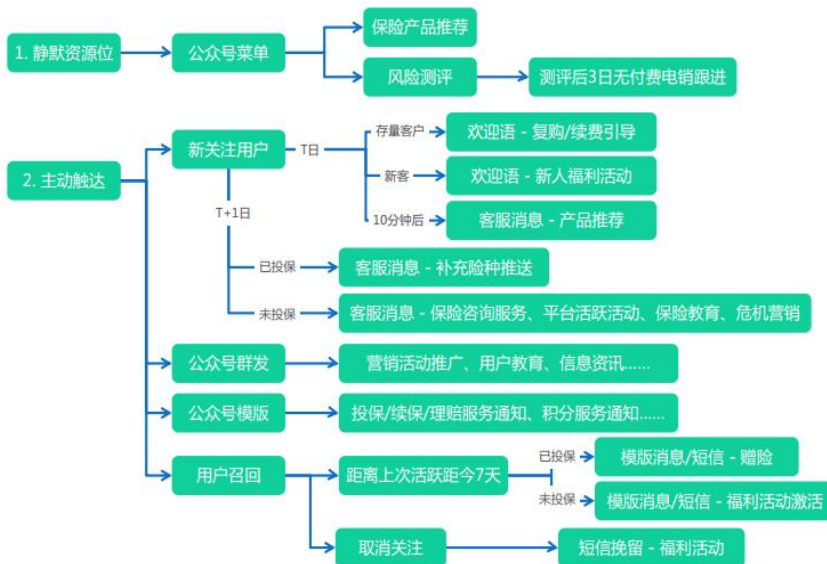 保险产品推荐
1. 静默资源位
公众号菜单
风险测评
测评后3日无付费电销跟进
存量客户
欢迎语 - 复购/续费引导
新关注用户
T日
2. 主动触达
新客
欢迎语 - 新人福利活动
T+1日
10分钟后
客服消息 - 产品推荐
已投保
客服消息 - 补充险种推送
未投保
客服消息 - 保险咨询服务、平台活跃活动、保险教育、危机营销
公众号群发
营销活动推广、用户教育、信息资讯......
公众号模版
投保/续保/理赔服务通知、积分服务通知......
已投保
模版消息/短信 - 赠险
用户召回
距离上次活跃距今7天
未投保
模版消息/短信 - 福利活动激活
取消关注
短信挽留 - 福利活动